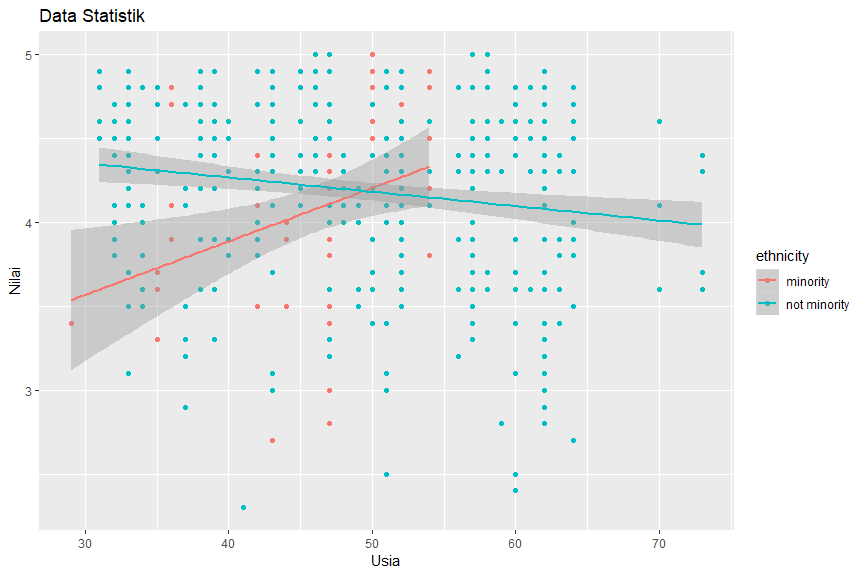 Data Statistik
5
4
3
Nilai
30 40 50 60 70
Usia
ethnicity
minority
not minority